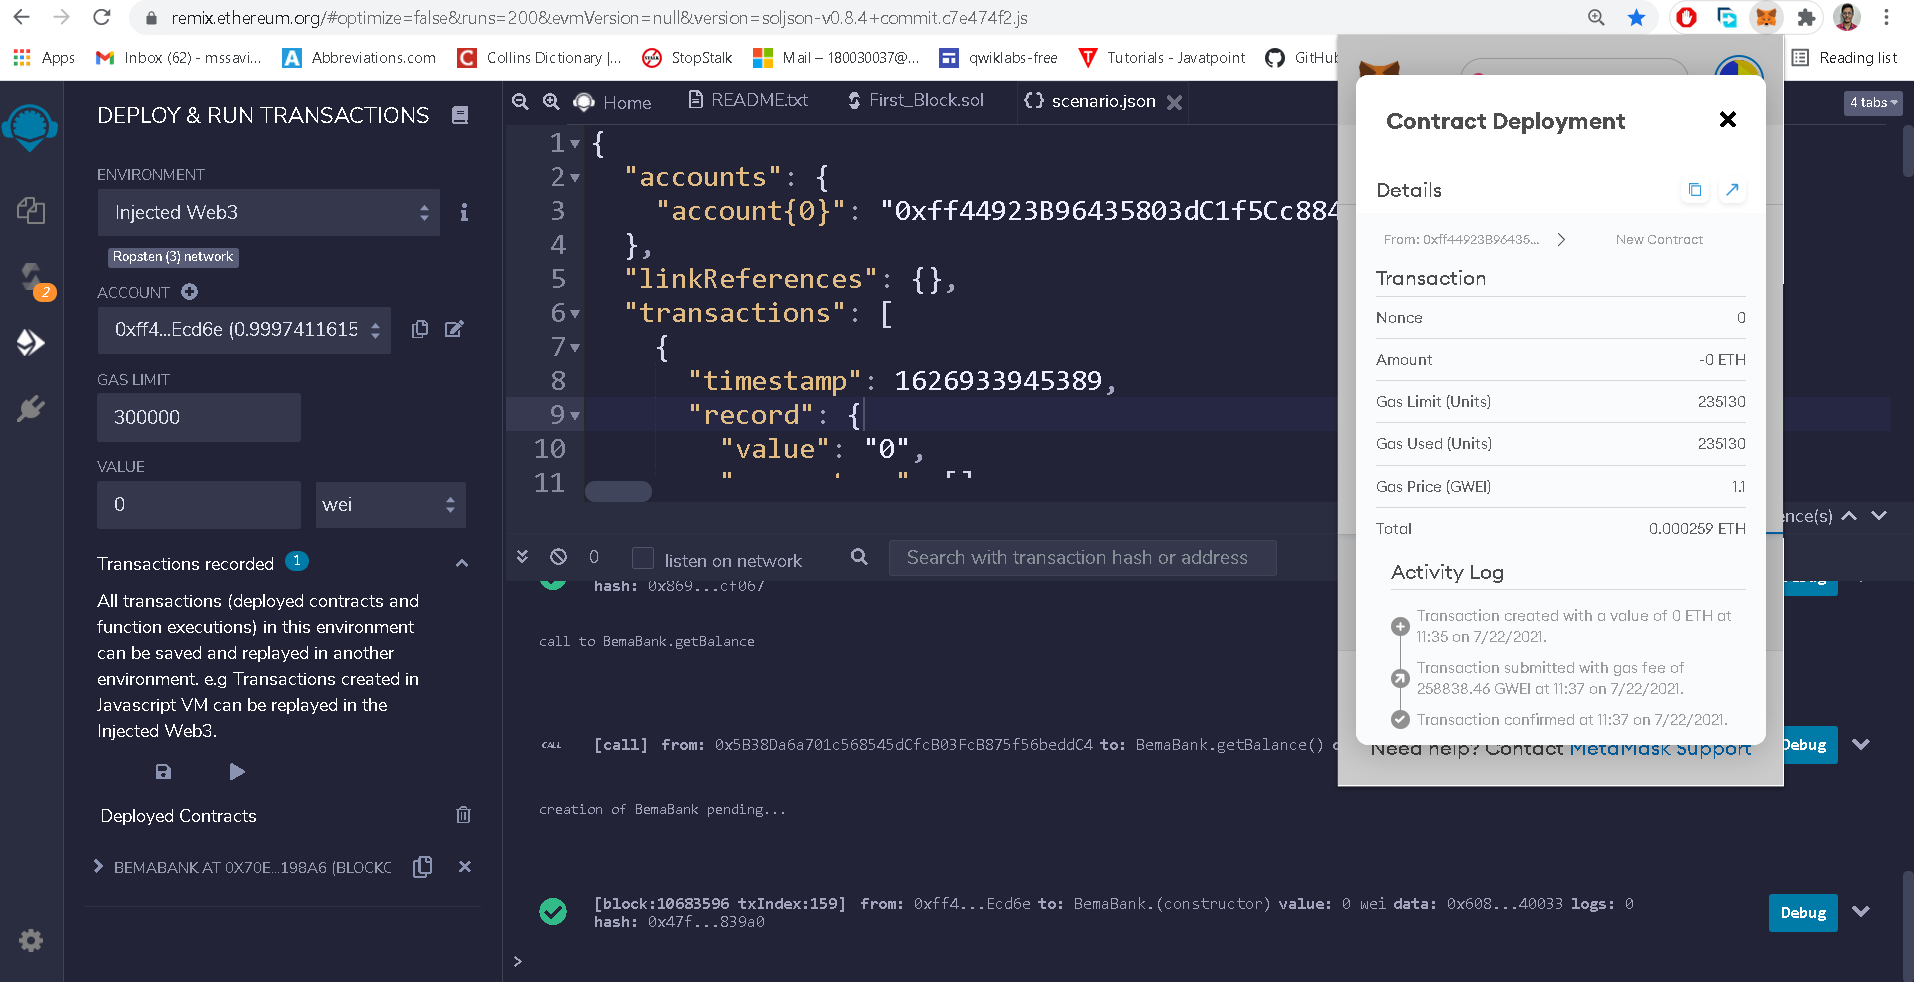 remix.ethereum.org/#optimize=false&runs=200&evmVersion=null&version=soljson-v0.8.4+commit.c7e474f2.js
Apps
Inbox (62) - mssavi...
Abbreviations.com
Collins Dictionary |...
StopStalk
Mail – 180030037@...
qwiklabs-free
Tutorials - Javatpoint
GitHub
Reading list
DEPLOY & RUN TRANSACTIONS
ENVIRONMENT
Injected Web3
Ropsten (3) network
2
ACCOUNT
0xff4...Ecd6e (0.9997411615
GAS LIMIT
300000
VALUE
0
wei
Transactions recorded 1
All transactions (deployed contracts and
function executions) in this environment
can be saved and replayed in another
environment. e.g Transactions created in
Javascript VM can be replayed in the
Injected Web3.
Deployed Contracts
BEMABANK AT 0X70E...198A6 (BLOCKC
Home
README.txt
First_Block.sol
{} scenario.json
4 tabs
1 {
2 "accounts": {
3 "account{0}": "0xff44923B96435803dC1f5Cc884
4 },
5 "linkReferences": {},
6 "transactions": [
7 {
8 "timestamp": 1626933945389,
9 "record": {
10 "value": "0",
11
0
listen on network
Search with transaction hash or address
hash: 0x869...cf067
call to BemaBank.getBalance
CALL [call] from: 0x5B38Da6a701c568545dCfcB03FcB875f56beddC4 to: BemaBank.getBalance()
Debug
creation of BemaBank pending...
[block:10683596 txIndex:159] from: 0xff4...Ecd6e to: BemaBank.(constructor) value: 0 wei data: 0x608...40033 logs: 0
hash: 0x47f...839a0
Debug
>
Contract Deployment
Details
From: 0xff44923B96435...
New Contract
Transaction
Nonce 0
Amount -0 ETH
Gas Limit (Units) 235130
Gas Used (Units) 235130
Gas Price (GWEI) 1.1
Total 0.000259 ETH
Activity Log
Transaction created with a value of 0 ETH at
11:35 on 7/22/2021.
Transaction submitted with gas fee of
258838.46 GWEI at 11:37 on 7/22/2021.
Transaction confirmed at 11:37 on 7/22/2021.
Need help? Contact MetaMask Support